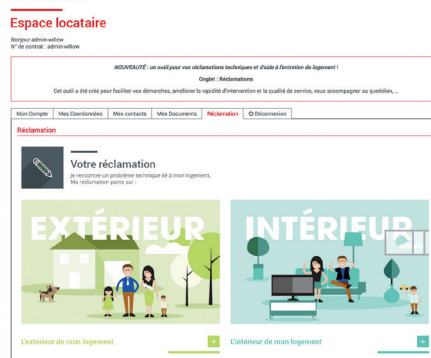 Espace locataire
Bonjour admin-willow
N° de contrat : admin-willow
NOUVEAUTÉ : un outil pour vos réclamations techniques et d'aide à l'entretien du logement !
Onglet : Réclamations
Cet outil a été créé pour faciliter vos démarches, améliorer la rapidité d'intervention et la qualité de service, vous accompagner au quotidien,...
Mon Compte Mes Coordonnées Mes contacts Mes Documents Réclamation Déconnexion
Réclamation
Votre réclamation
Je rencontre un problème technique lié à mon logement.
Ma réclamation porte sur :
EXTÉRIEUR INTÉRIEUR
L'extérieur de mon logement + L'intérieur de mon logement +